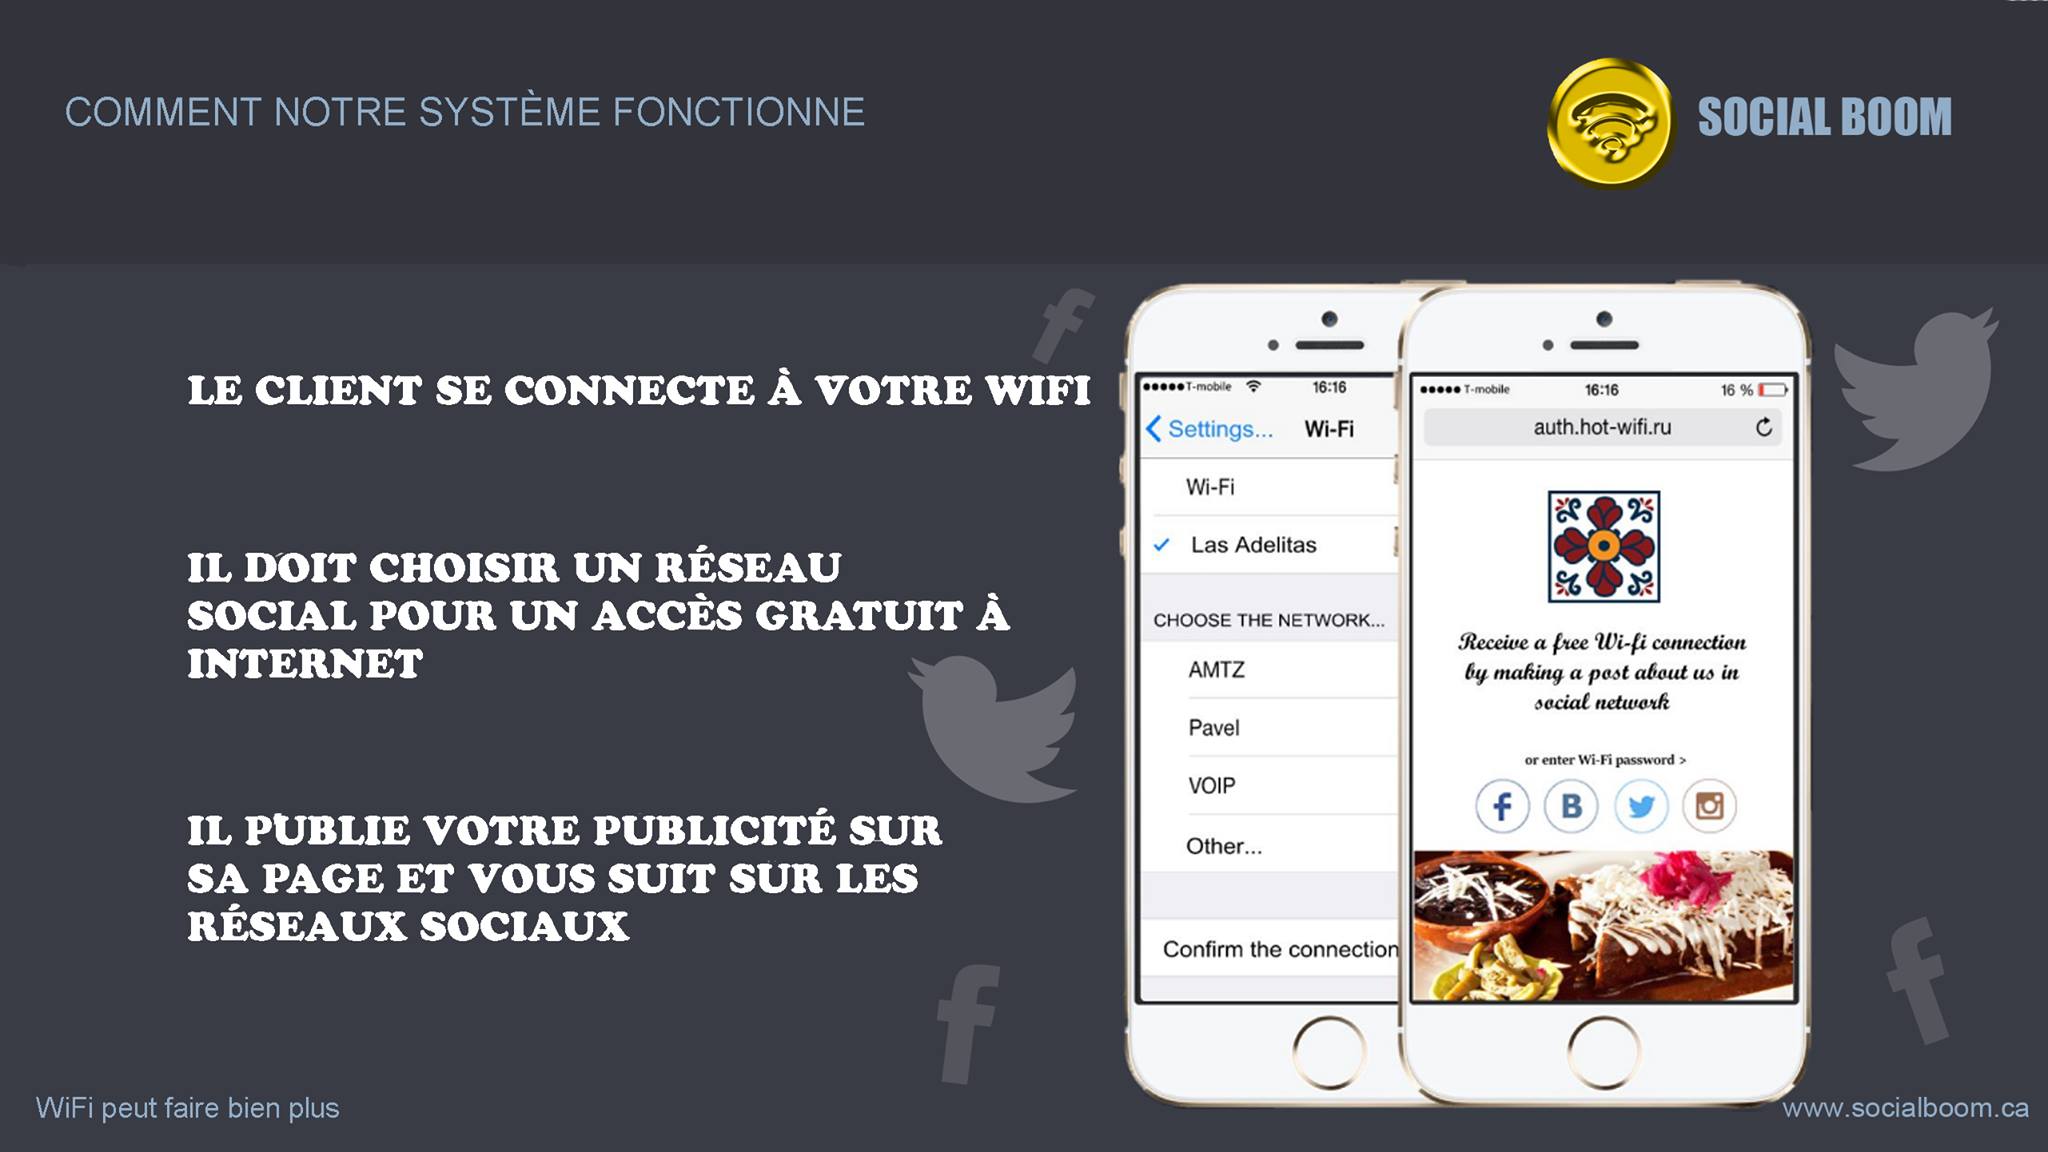 COMMENT NOTRE SYSTÈME FONCTIONNE
SOCIAL BOOM
LE CLIENT SE CONNECTE À VOTRE WIFI
IL DOIT CHOISIR UN RÉSEAU
SOCIAL POUR UN ACCÈS GRATUIT À
INTERNET
IL PUBLIE VOTRE PUBLICITÉ SUR
SA PAGE ET VOUS SUIT SUR LES
RÉSEAUX SOCIAUX
T-mobile 16:16
Settings... Wi-Fi
Wi-Fi
Las Adelitas
CHOOSE THE NETWORK...
AMTZ
Pavel
VOIP
Other...
Confirm the connection
T-mobile 16:16 16 %
auth.hot-wifi.ru
Receive a free Wi-fi connection
by making a post about us in
social network
or enter Wi-Fi password >
f B
WiFi peut faire bien plus
www.socialboom.ca